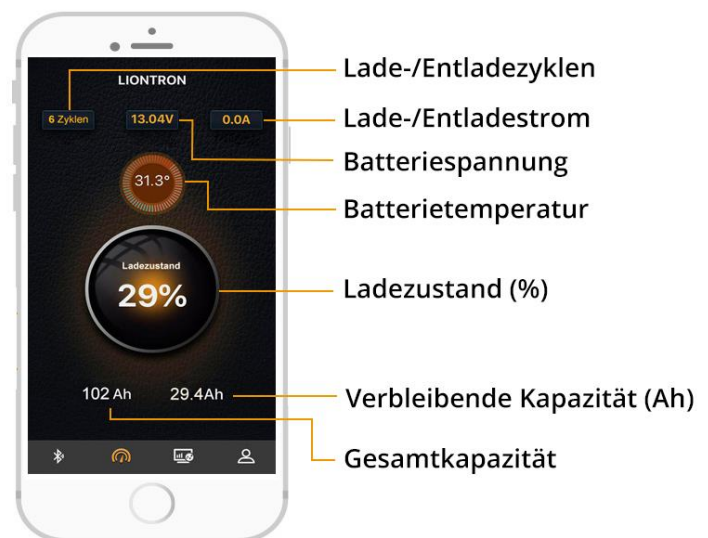 LIONTRON
6 Zyklen
13.04V
0.0A
31.3°
Ladezustand
29%
102 Ah
29.4Ah
Lade-/Entladezyklen
Lade-/Entladestrom
Batteriespannung
Batterietemperatur
Ladezustand (%)
Verbleibende Kapazität (Ah)
Gesamtkapazität